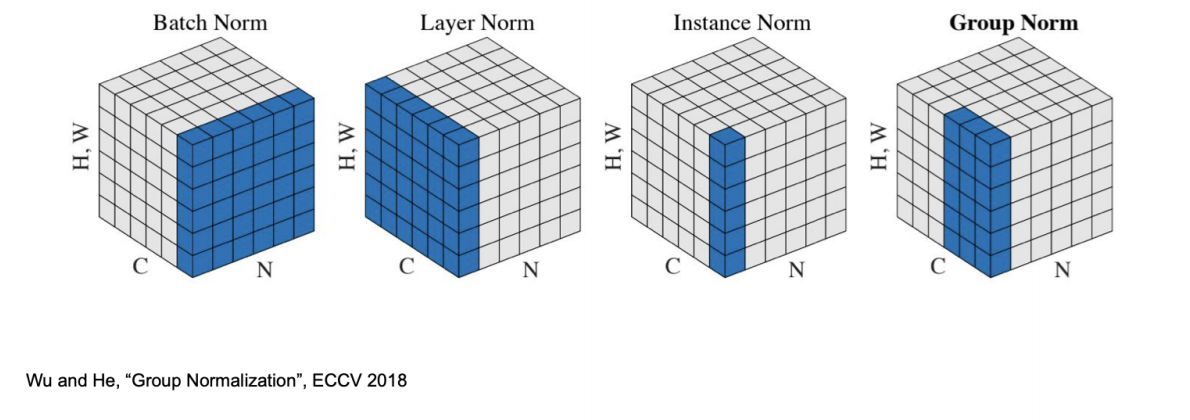 Batch Norm
Layer Norm
Instance Norm
Group Norm
H, W
C
N
H, W
C
N
H, W
C
N
H, W
C
N
Wu and He, “Group Normalization”, ECCV 2018